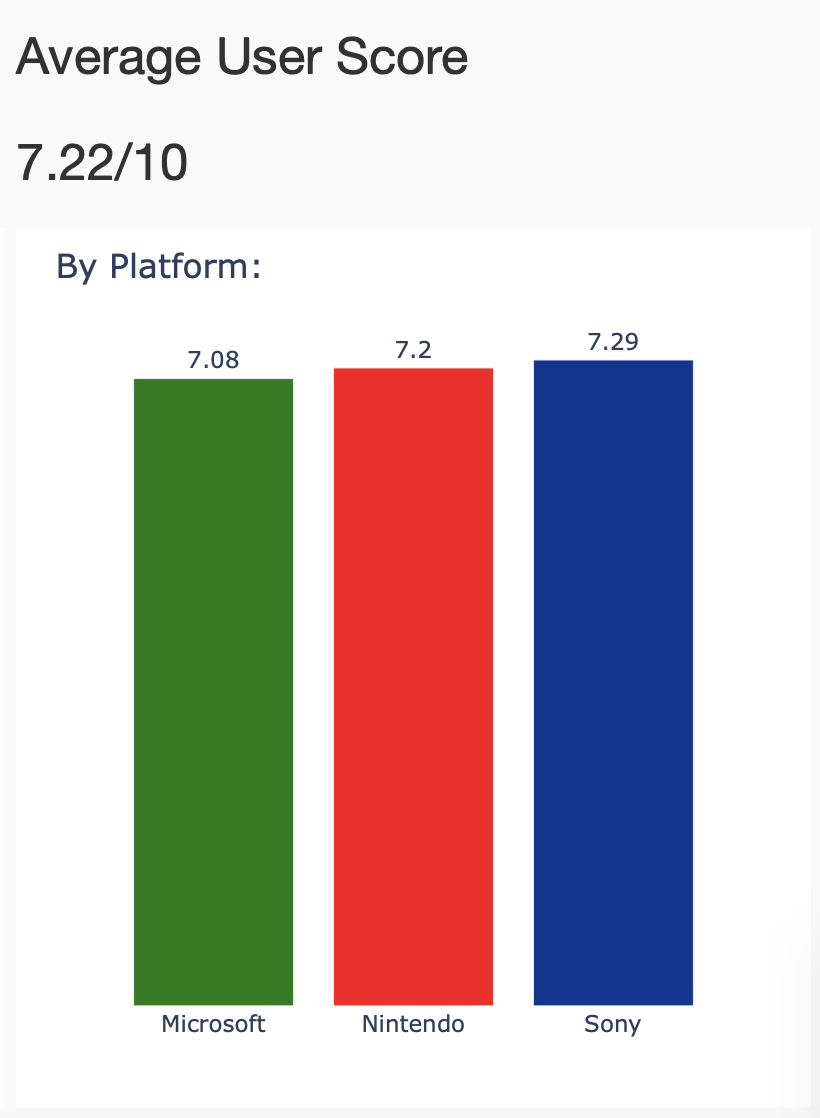 Average User Score
7.22/10
By Platform:
7.08
7.2
7.29
Microsoft
Nintendo
Sony